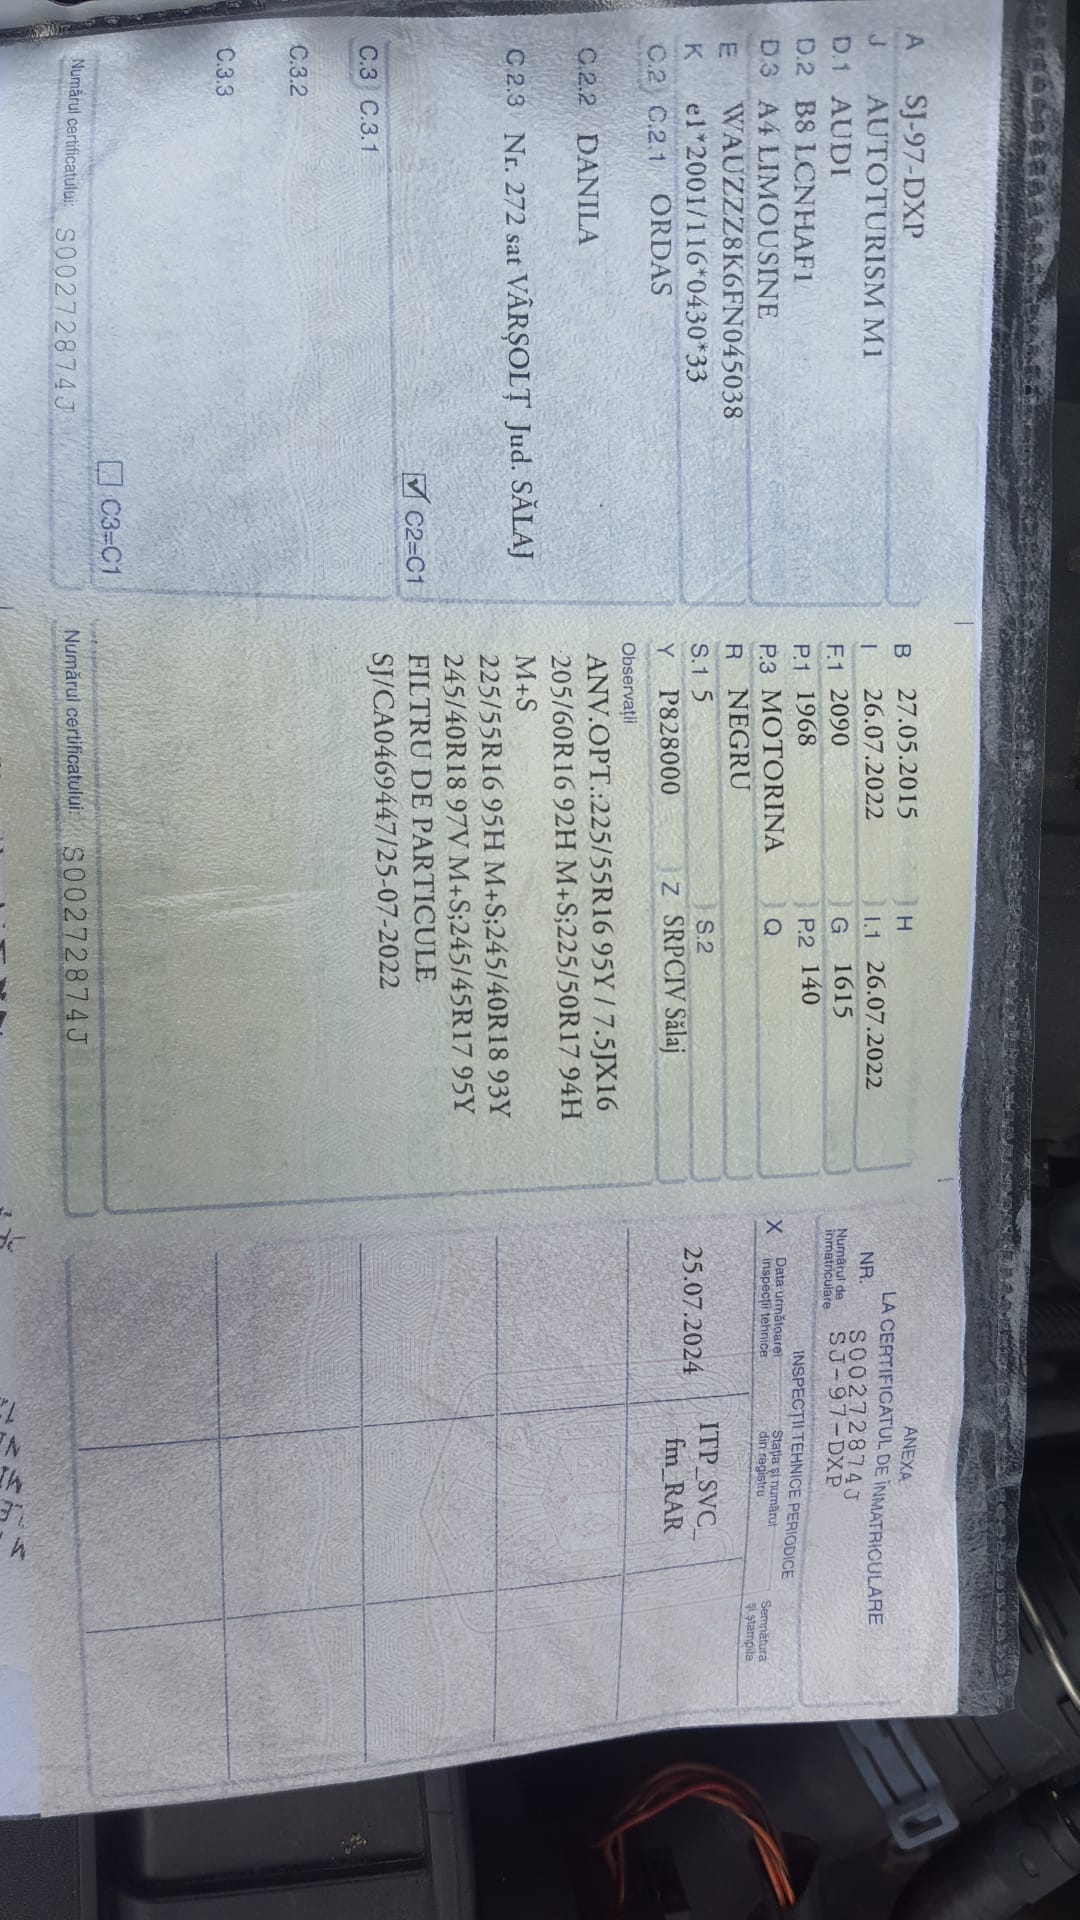 A SJ-97-DXP
J AUTOTURISM M1
D.1 AUDI
D.2 B8 LCNHAF1
D.3 A4 LIMOUSINE
E WAUZZZ8K6FN045038
K e1*2001/116*0430*33
C.2 C.2.1 ORDAS
C.2.2 DANILA
C.2.3 Nr. 272 sat VÂRȘOLȚ Jud. SĂLAJ
C2=C1
C.3 C.3.1
C.3.2
C.3.3
C3=C1
Numărul certificatului: S00272874J
B 27.05.2015 H
I 26.07.2022 I.1 26.07.2022
F.1 2090 G 1615
P.1 1968 P.2 140
P.3 MOTORINA Q
R NEGRU
S.1 5 S.2
Y P828000 Z SRPCIV Sălaj
Observații
ANV.OPT.:225/55R16 95Y / 7.5JX16
205/60R16 92H M+S;225/50R17 94H
M+S
225/55R16 95H M+S;245/40R18 93Y
245/40R18 97V M+S;245/45R17 95Y
FILTRU DE PARTICULE
SJ/CA0469447/25-07-2022
Numărul certificatului: S00272874J
ANEXA
LA CERTIFICATUL DE ÎNMATRICULARE
NR. S00272874J
Numărul de
înmatriculare SJ-97-DXP
INSPECȚII TEHNICE PERIODICE
X Data următoarei
inspecții tehnice
Stația și numărul
din registru
Semnătura
și ștampila
25.07.2024
ITP_SVC_
fm_RAR